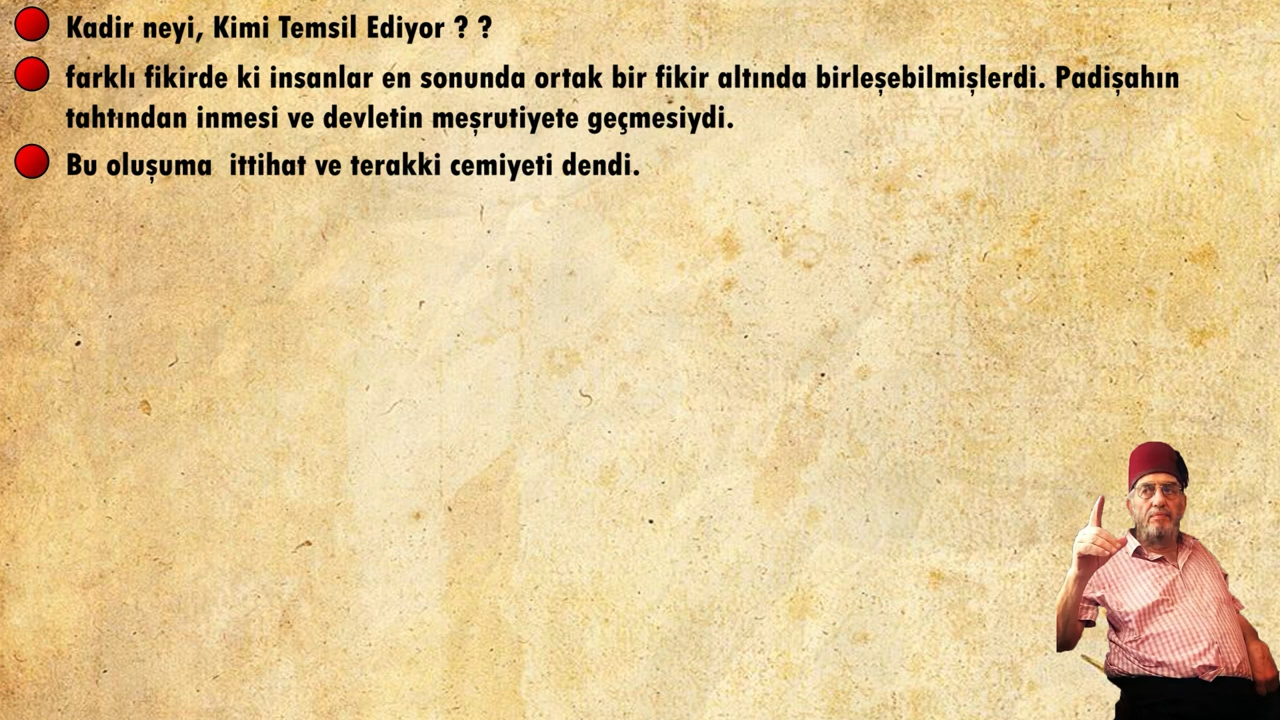 Kadir neyi, Kimi Temsil Ediyor ? ?
farklı fikirde ki insanlar en sonunda ortak bir fikir altında birleşebilmişlerdi. Padişahın
tahtından inmesi ve devletin meşrutiyete geçmesiydi.
Bu oluşuma  ittihat ve terakki cemiyeti dendi.